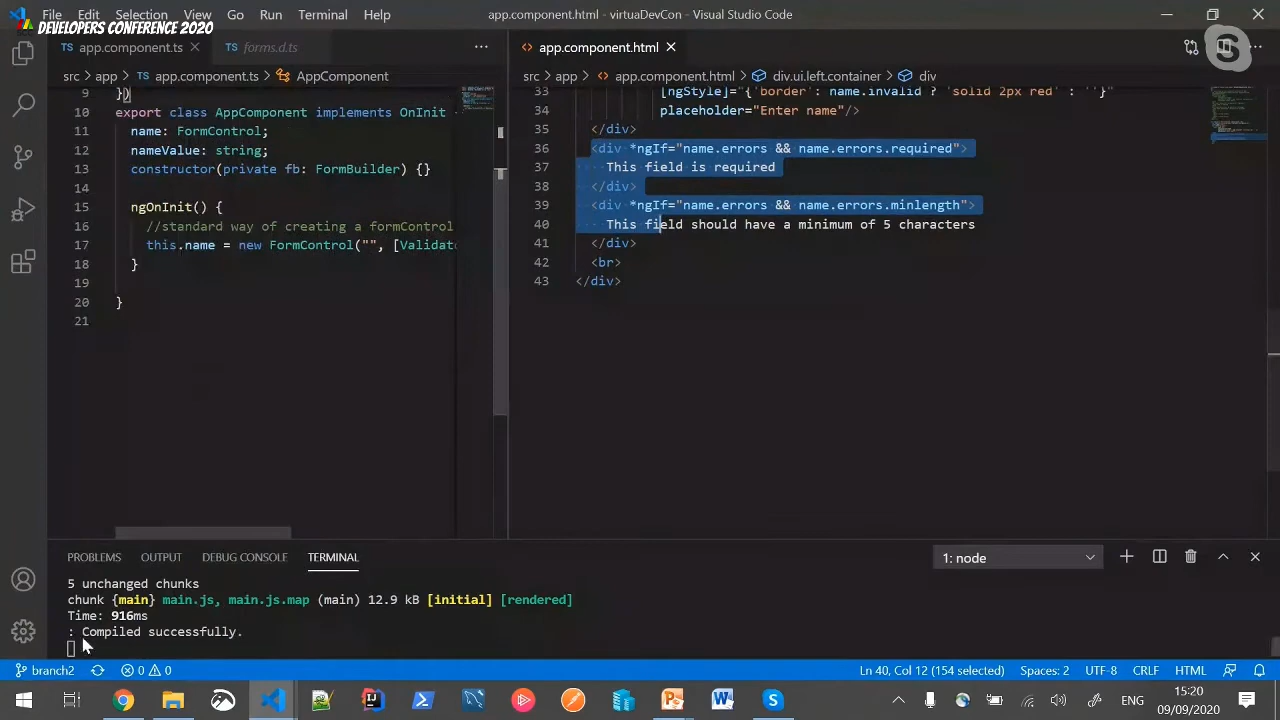 File Edit Selection View Go Run Terminal Help app.component.html - virtuaDevCon - Visual Studio Code
DEVELOPERS CONFERENCE 2020
TS app.component.ts
forms.d.ts
src > app > TS app.component.ts > AppComponent
9 })
10 export class AppComponent implements OnInit
11 name: FormControl;
12 nameValue: string;
13 constructor(private fb: FormBuilder) {}
14
15 ngOnInit() {
16 //standard way of creating a formControl
17 this.name = new FormControl("", [Validato
18 }
19
20 }
21
<> app.component.html
src > app > <> app.component.html > div.ui.left.container > div
33 [ngStyle]="{'border': name.invalid ? 'solid 2px red' : ''}"
placeholder="Enter name"/>
35 </div>
36 <div *ngIf="name.errors && name.errors.required">
37 This field is required
38 </div>
39 <div *ngIf="name.errors && name.errors.minlength">
40 This field should have a minimum of 5 characters
41 </div>
42 <br>
43 </div>
PROBLEMS OUTPUT DEBUG CONSOLE TERMINAL
1: node
5 unchanged chunks
chunk {main} main.js, main.js.map (main) 12.9 kB [initial] [rendered]
Time: 916ms
: Compiled successfully.
branch2 0 0 Ln 40, Col 12 (154 selected) Spaces: 2 UTF-8 CRLF HTML
ENG
15:20
09/09/2020